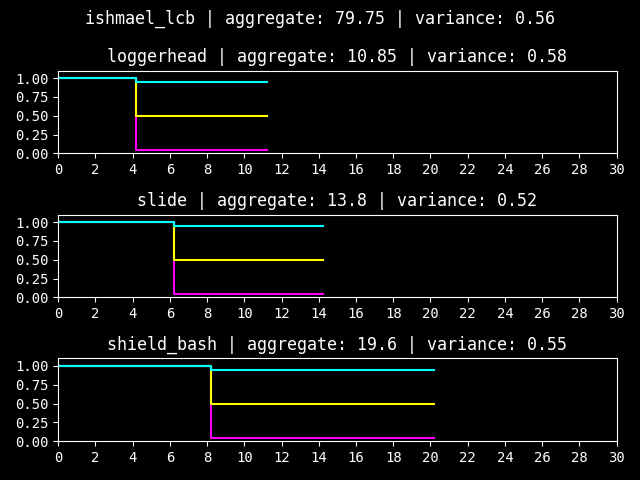 ishmael_lcb | aggregate: 79.75 | variance: 0.56
loggerhead | aggregate: 10.85 | variance: 0.58
1.00
0.75
0.50
0.25
0.00
0 2 4 6 8 10 12 14 16 18 20 22 24 26 28 30
slide | aggregate: 13.8 | variance: 0.52
1.00
0.75
0.50
0.25
0.00
0 2 4 6 8 10 12 14 16 18 20 22 24 26 28 30
shield_bash | aggregate: 19.6 | variance: 0.55
1.00
0.75
0.50
0.25
0.00
0 2 4 6 8 10 12 14 16 18 20 22 24 26 28 30